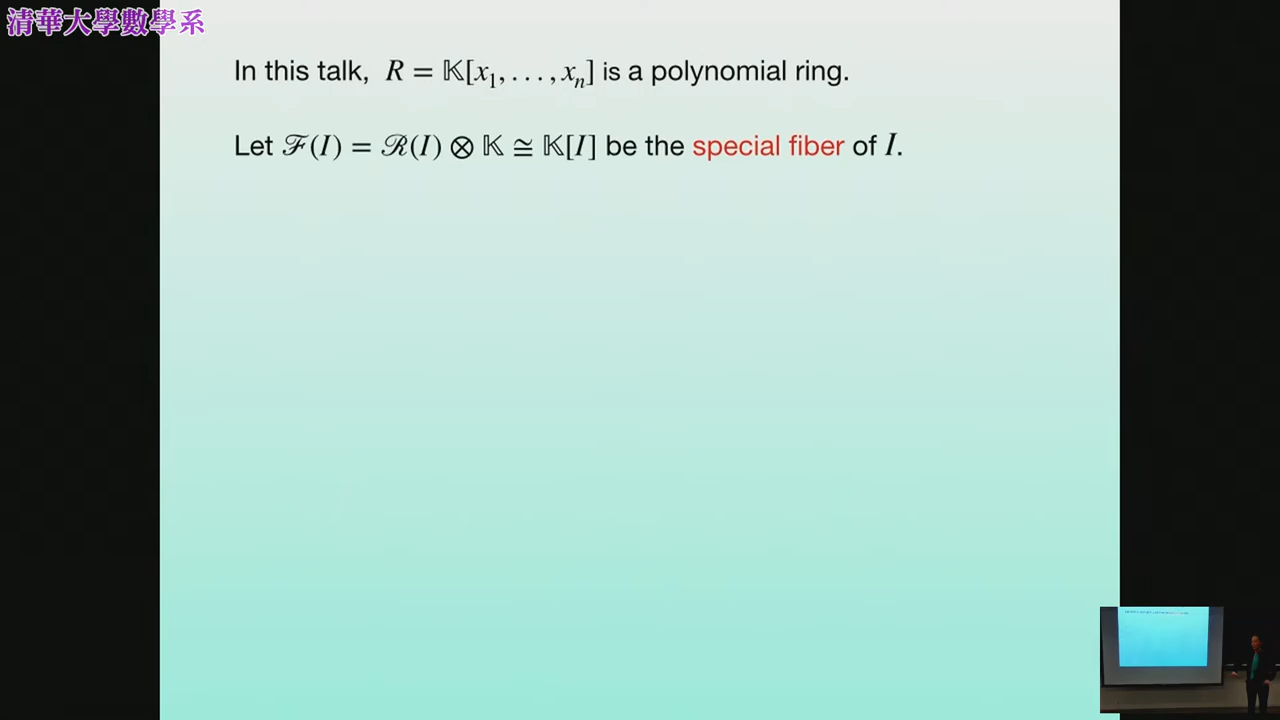 清華大學數學系
In this talk, R = 𝕂[x₁, . . . , xₙ] is a polynomial ring.
Let ℱ(I) = ℛ(I) ⊗ 𝕂 ≅ 𝕂[I] be the special fiber of I.